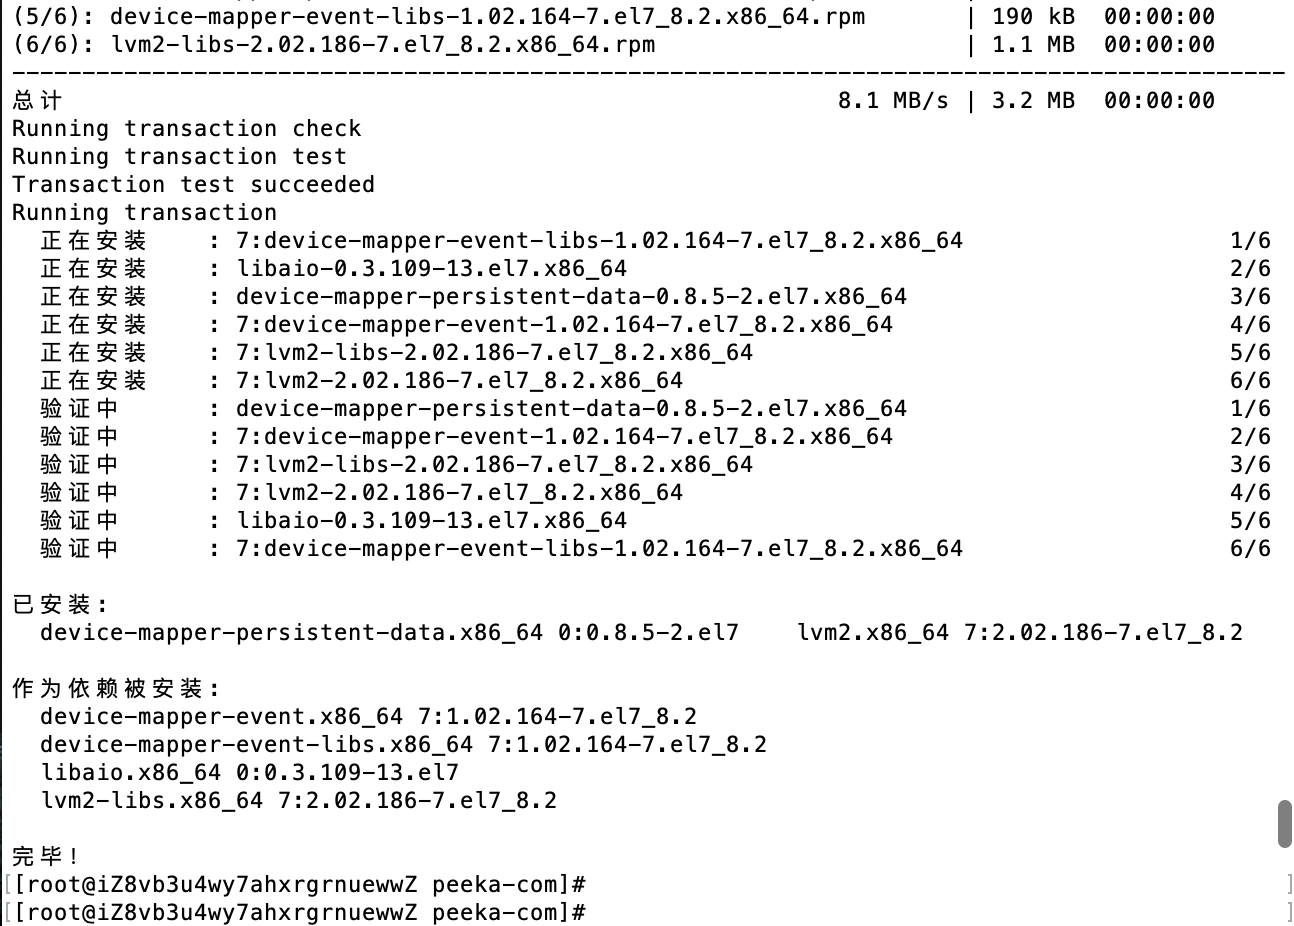 (5/6): device-mapper-event-libs-1.02.164-7.el7_8.2.x86_64.rpm | 190 kB 00:00:00
(6/6): lvm2-libs-2.02.186-7.el7_8.2.x86_64.rpm | 1.1 MB 00:00:00
-------------------------------------------------------------------------------------------
总计 8.1 MB/s | 3.2 MB 00:00:00
Running transaction check
Running transaction test
Transaction test succeeded
Running transaction
正在安装 : 7:device-mapper-event-libs-1.02.164-7.el7_8.2.x86_64 1/6
正在安装 : libaio-0.3.109-13.el7.x86_64 2/6
正在安装 : device-mapper-persistent-data-0.8.5-2.el7.x86_64 3/6
正在安装 : 7:device-mapper-event-1.02.164-7.el7_8.2.x86_64 4/6
正在安装 : 7:lvm2-libs-2.02.186-7.el7_8.2.x86_64 5/6
正在安装 : 7:lvm2-2.02.186-7.el7_8.2.x86_64 6/6
验证中 : device-mapper-persistent-data-0.8.5-2.el7.x86_64 1/6
验证中 : 7:device-mapper-event-1.02.164-7.el7_8.2.x86_64 2/6
验证中 : 7:lvm2-libs-2.02.186-7.el7_8.2.x86_64 3/6
验证中 : 7:lvm2-2.02.186-7.el7_8.2.x86_64 4/6
验证中 : libaio-0.3.109-13.el7.x86_64 5/6
验证中 : 7:device-mapper-event-libs-1.02.164-7.el7_8.2.x86_64 6/6
已安装:
device-mapper-persistent-data.x86_64 0:0.8.5-2.el7 lvm2.x86_64 7:2.02.186-7.el7_8.2
作为依赖被安装:
device-mapper-event.x86_64 7:1.02.164-7.el7_8.2
device-mapper-event-libs.x86_64 7:1.02.164-7.el7_8.2
libaio.x86_64 0:0.3.109-13.el7
lvm2-libs.x86_64 7:2.02.186-7.el7_8.2
完毕!
[[root@iZ8vb3u4wy7ahxrgrnuewwZ peeka-com]# ]
[[root@iZ8vb3u4wy7ahxrgrnuewwZ peeka-com]# ]